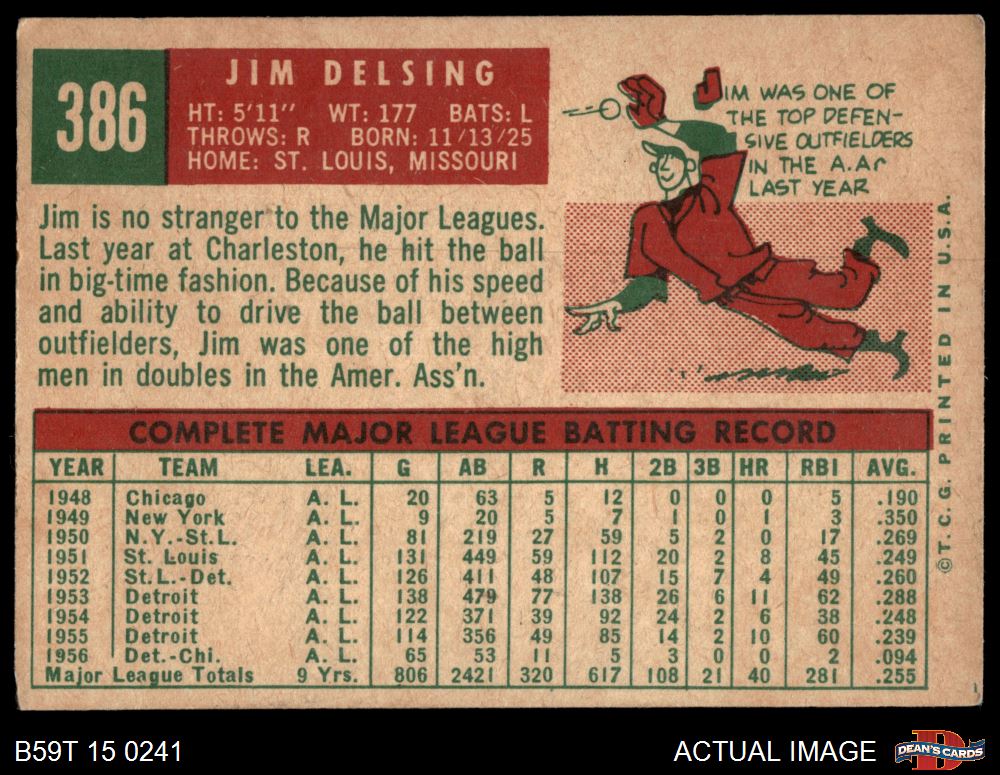 386
JIM DELSING
HT: 5'11" WT: 177 BATS: L
THROWS: R BORN: 11/13/25
HOME: ST. LOUIS, MISSOURI
JIM WAS ONE OF
THE TOP DEFEN-
SIVE OUTFIELDERS
IN THE A.A.
LAST YEAR
Jim is no stranger to the Major Leagues.
Last year at Charleston, he hit the ball
in big-time fashion. Because of his speed
and ability to drive the ball between
outfielders, Jim was one of the high
men in doubles in the Amer. Ass'n.
COMPLETE MAJOR LEAGUE BATTING RECORD
YEAR TEAM LEA. G AB R H 2B 3B HR RBI AVG.
1948 Chicago A. L. 20 63 5 12 0 0 0 5 .190
1949 New York A. L. 9 20 5 7 1 0 1 3 .350
1950 N.Y.-St.L. A. L. 81 219 27 59 5 2 0 17 .269
1951 St. Louis A. L. 131 449 59 112 20 2 8 45 .249
1952 St.L.-Det. A. L. 126 411 48 107 15 7 4 49 .260
1953 Detroit A. L. 138 479 77 138 26 6 11 62 .288
1954 Detroit A. L. 122 371 39 92 24 2 6 38 .248
1955 Detroit A. L. 114 356 49 85 14 2 10 60 .239
1956 Det.-Chi. A. L. 65 53 11 5 3 0 0 2 .094
Major League Totals 9 Yrs. 806 2421 320 617 108 21 40 281 .255
©T. C. G. PRINTED IN U.S.A.
B59T 15 0241
ACTUAL IMAGE
DEAN'S CARDS